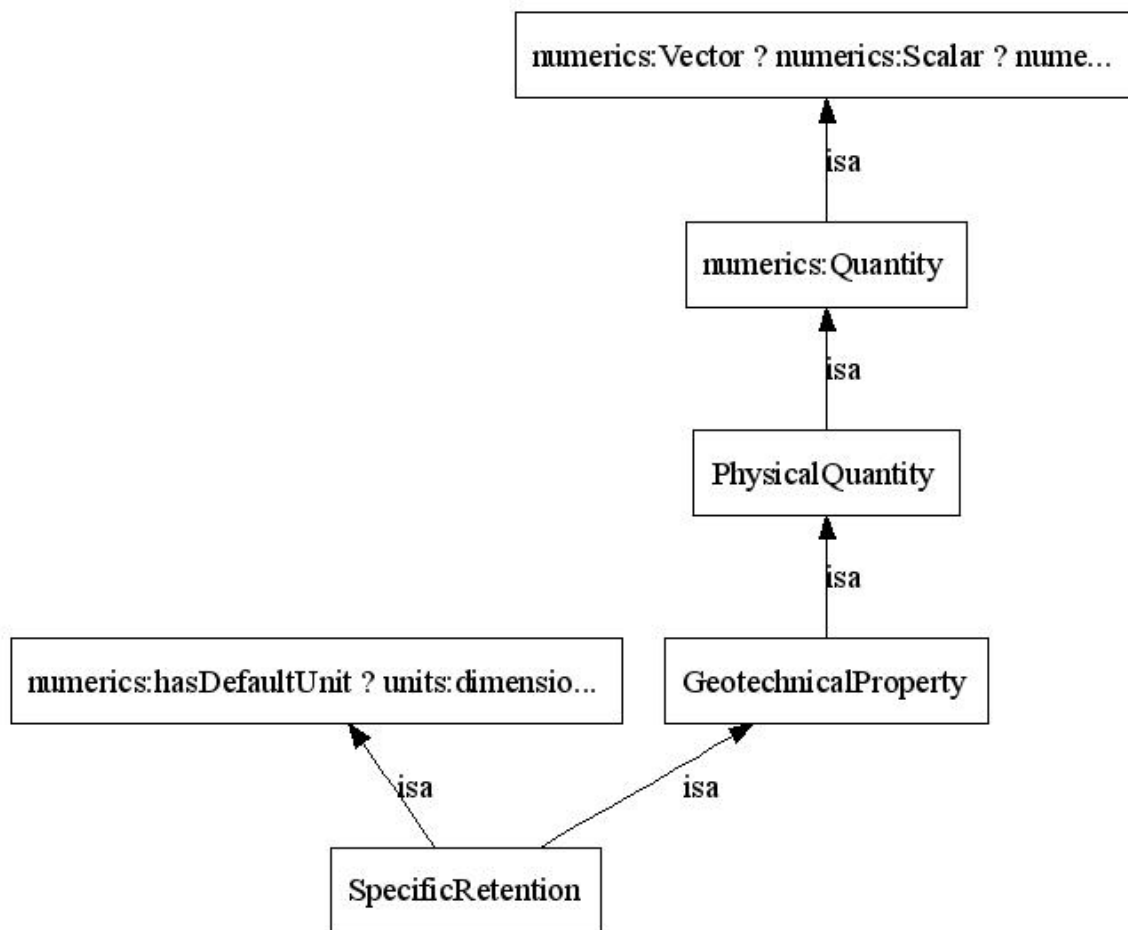 numerics:Vector ? numerics:Scalar ? nume...
isa
numerics:Quantity
isa
PhysicalQuantity
isa
numerics:hasDefaultUnit ? units:dimensio...
GeotechnicalProperty
isa
isa
SpecificRetention